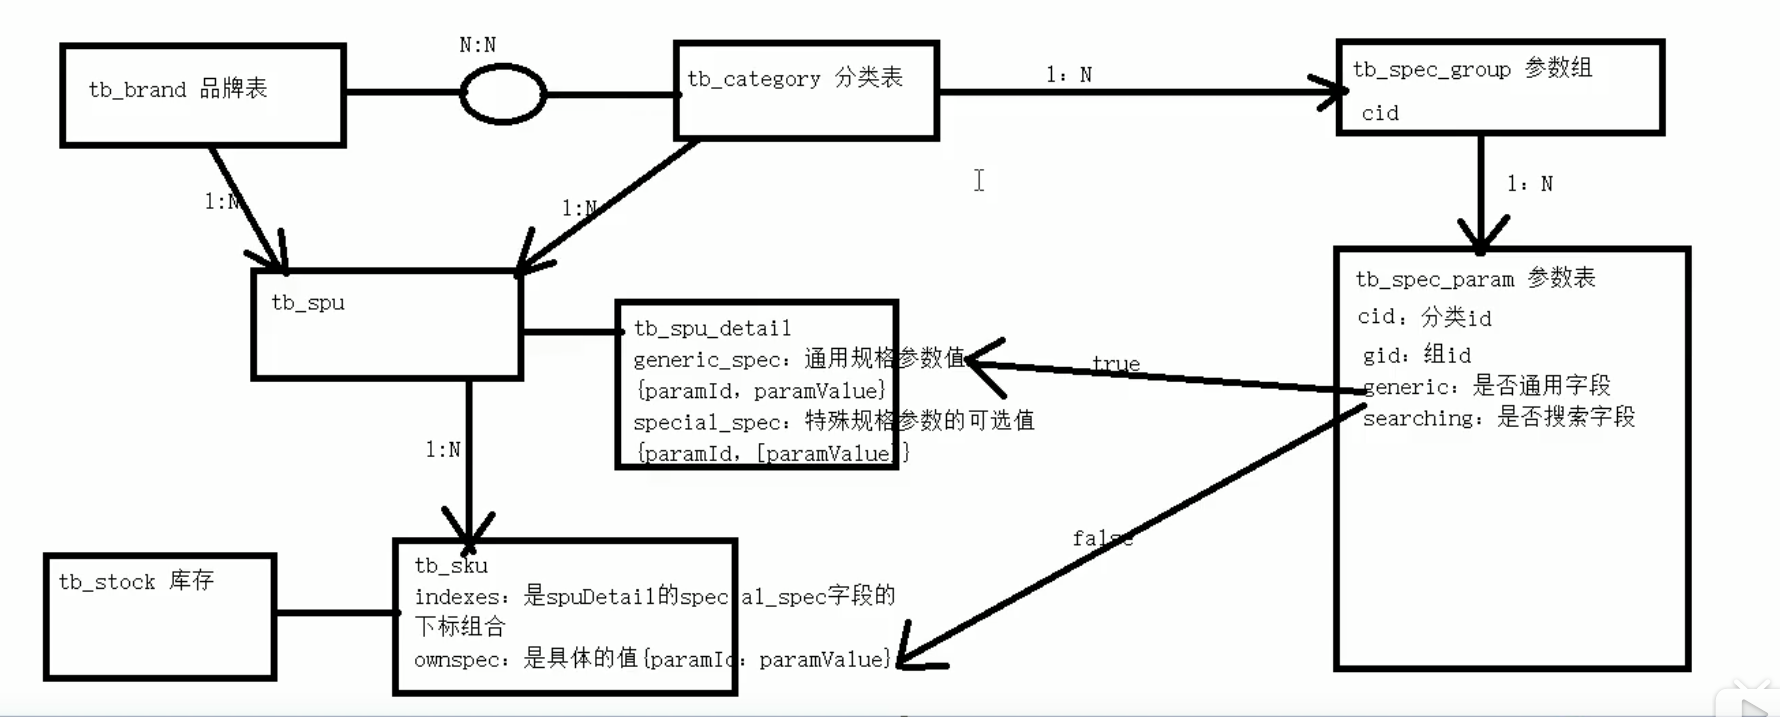 N:N
tb_brand 品牌表
tb_category 分类表
1: N
tb_spec_group 参数组
cid
1:N
1:N
1: N
tb_spu
tb_spu_detail
generic_spec: 通用规格参数值
{paramId, paramValue}
special_spec: 特殊规格参数的可选值
{paramId, [paramValue]}
true
tb_spec_param 参数表
cid: 分类id
gid: 组id
generic: 是否通用字段
searching: 是否搜索字段
1:N
false
tb_stock 库存
tb_sku
indexes: 是spuDetail的special_spec字段的
下标组合
ownspec: 是具体的值{paramId: paramValue}